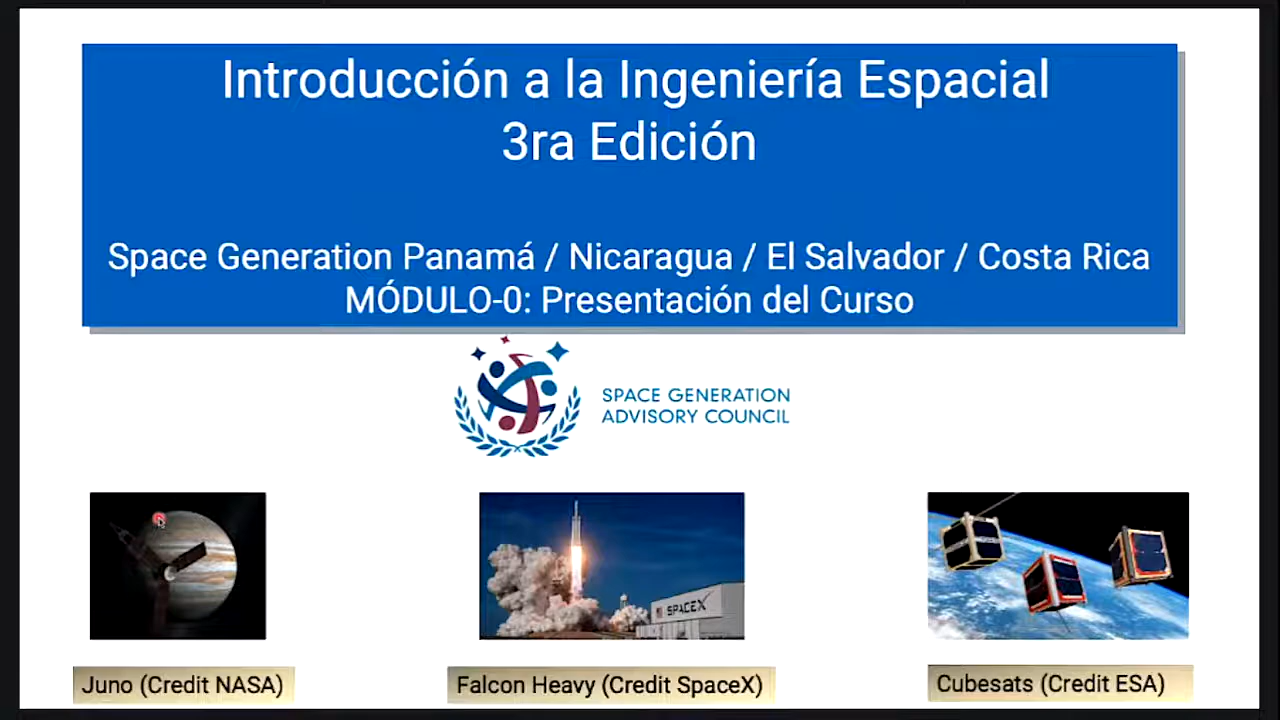 Introducción a la Ingeniería Espacial
3ra Edición
Space Generation Panamá / Nicaragua / El Salvador / Costa Rica
MÓDULO-0: Presentación del Curso
SPACE GENERATION
ADVISORY COUNCIL
SPACEX
Juno (Credit NASA)
Falcon Heavy (Credit SpaceX)
Cubesats (Credit ESA)